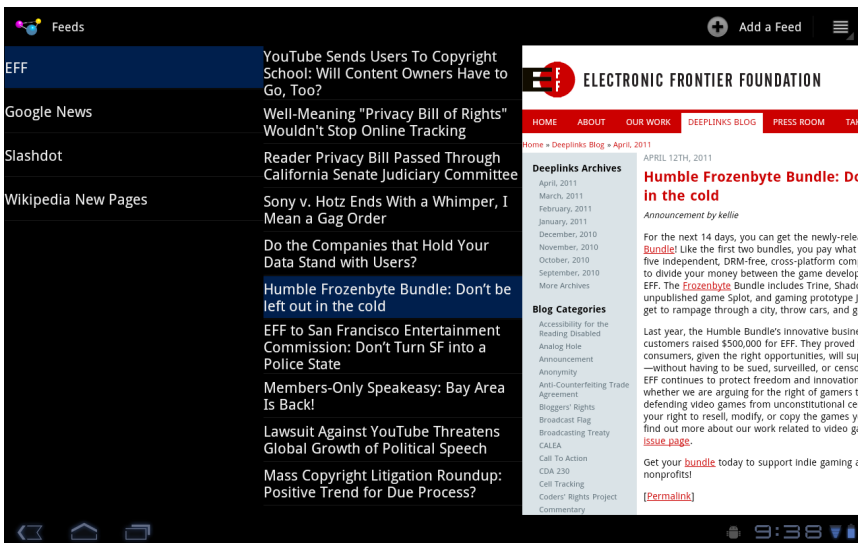 Feeds
Add a Feed
EFF
Google News
Slashdot
Wikipedia New Pages
YouTube Sends Users To Copyright
School: Will Content Owners Have to
Go, Too?
Well-Meaning "Privacy Bill of Rights"
Wouldn't Stop Online Tracking
Reader Privacy Bill Passed Through
California Senate Judiciary Committee
Sony v. Hotz Ends With a Whimper, I
Mean a Gag Order
Do the Companies that Hold Your
Data Stand with Users?
Humble Frozenbyte Bundle: Don’t be
left out in the cold
EFF to San Francisco Entertainment
Commission: Don’t Turn SF into a
Police State
Members-Only Speakeasy: Bay Area
Is Back!
Lawsuit Against YouTube Threatens
Global Growth of Political Speech
Mass Copyright Litigation Roundup:
Positive Trend for Due Process?
EFF
ELECTRONIC FRONTIER FOUNDATION
HOME ABOUT OUR WORK DEEPLINKS BLOG PRESS ROOM
Home » Deeplinks Blog » April, 2011
Deeplinks Archives
April, 2011
March, 2011
February, 2011
January, 2011
December, 2010
November, 2010
October, 2010
September, 2010
More Archives
Blog Categories
Accessibility for the
Reading Disabled
Analog Hole
Announcement
Anonymity
Anti-Counterfeiting Trade
Agreement
Bloggers' Rights
Broadcast Flag
Broadcasting Treaty
CALEA
Call To Action
CDA 230
Cell Tracking
Coders' Rights Project
Commentary
APRIL 12TH, 2011
Humble Frozenbyte Bundle: Do
in the cold
Announcement by kellie
For the next 14 days, you can get the newly-rele
Bundle! Like the first two bundles, you pay what
five independent, DRM-free, cross-platform com
to divide your money between the game develop
EFF. The Frozenbyte Bundle includes Trine, Shado
unpublished game Splot, and gaming prototype J
get to rampage through a city, throw cars, and g
Last year, the Humble Bundle's innovative busine
customers raised $500,000 for EFF. They proved
consumers, given the right opportunities, will sup
—without having to be sued, surveilled, or censo
EFF continues to protect freedom and innovation
whether we are arguing for the right of gamers t
defending video games from unconstitutional ce
your right to resell, modify, or copy the games y
find out more about our work related to video ga
issue page.
Get your bundle today to support indie gaming a
nonprofits!
[Permalink]
9:38